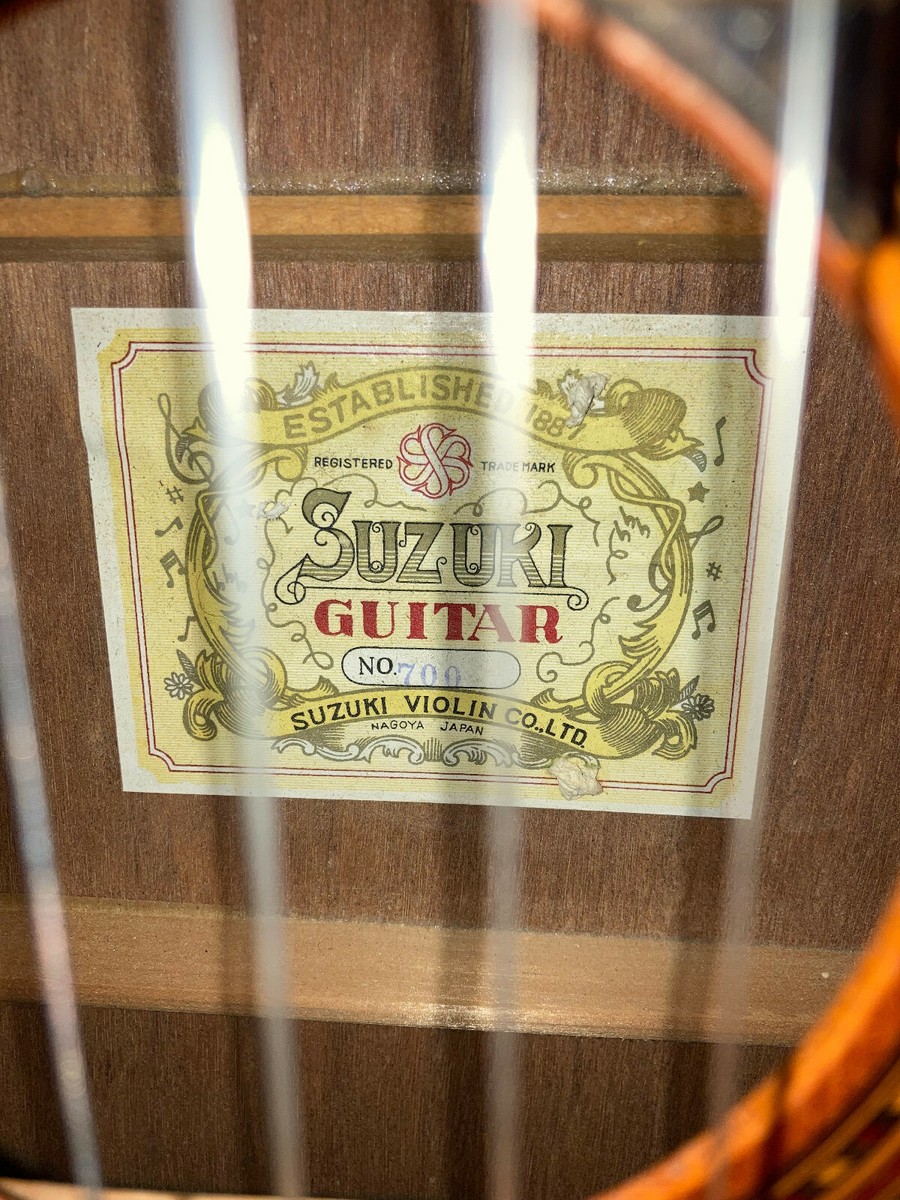 ESTABLISHED 1887
REGISTERED TRADE MARK
SUZUKI
GUITAR
NO. 700
SUZUKI VIOLIN CO.,LTD.
NAGOYA JAPAN